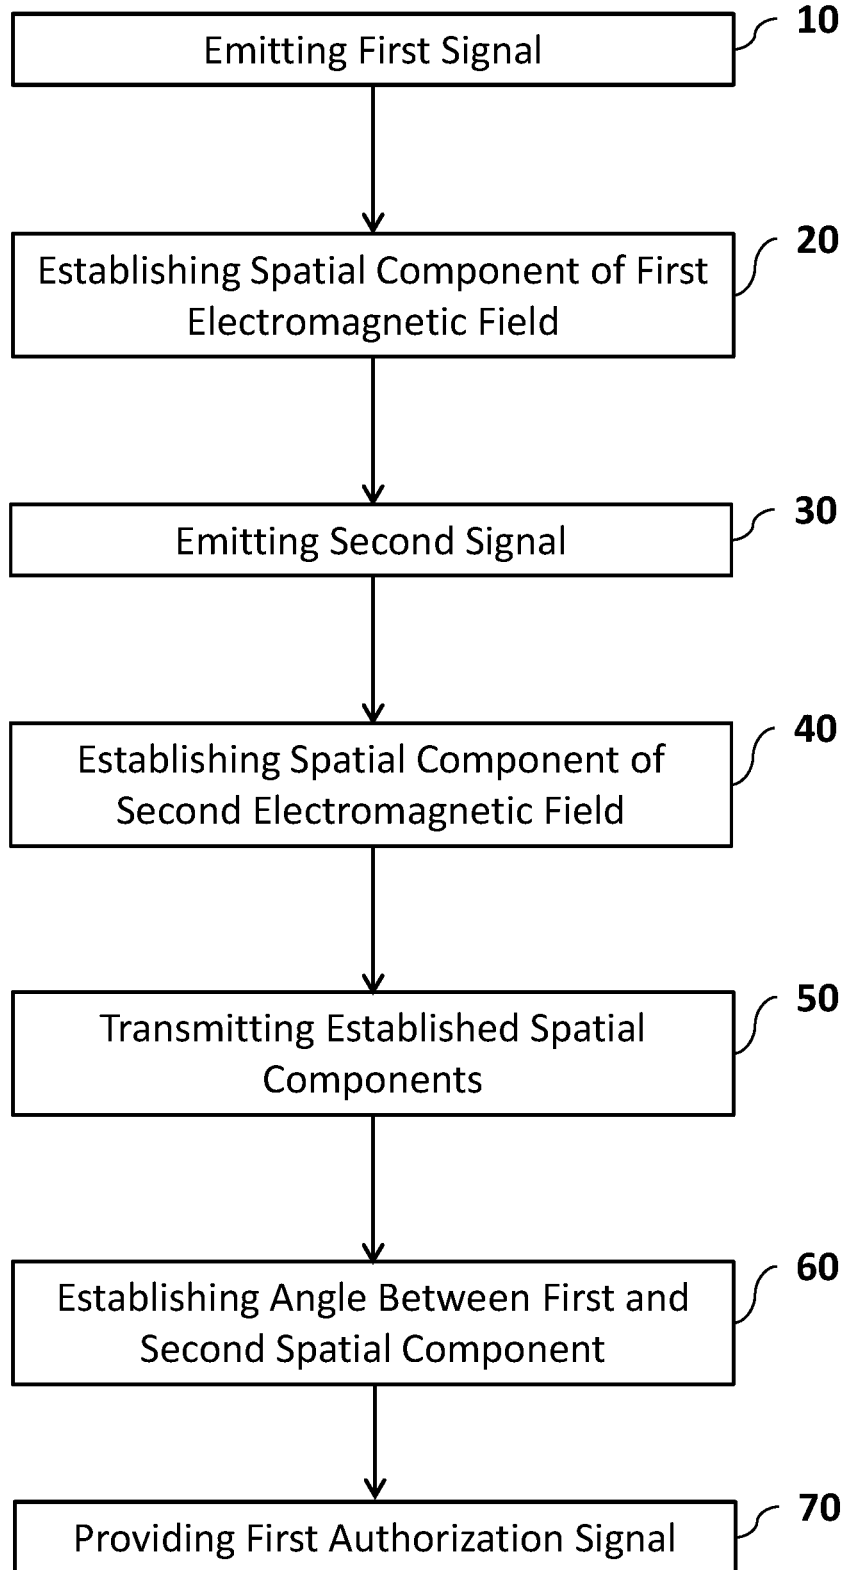 10
Emitting First Signal
20
Establishing Spatial Component of First
Electromagnetic Field
30
Emitting Second Signal
40
Establishing Spatial Component of
Second Electromagnetic Field
50
Transmitting Established Spatial
Components
60
Establishing Angle Between First and
Second Spatial Component
70
Providing First Authorization Signal